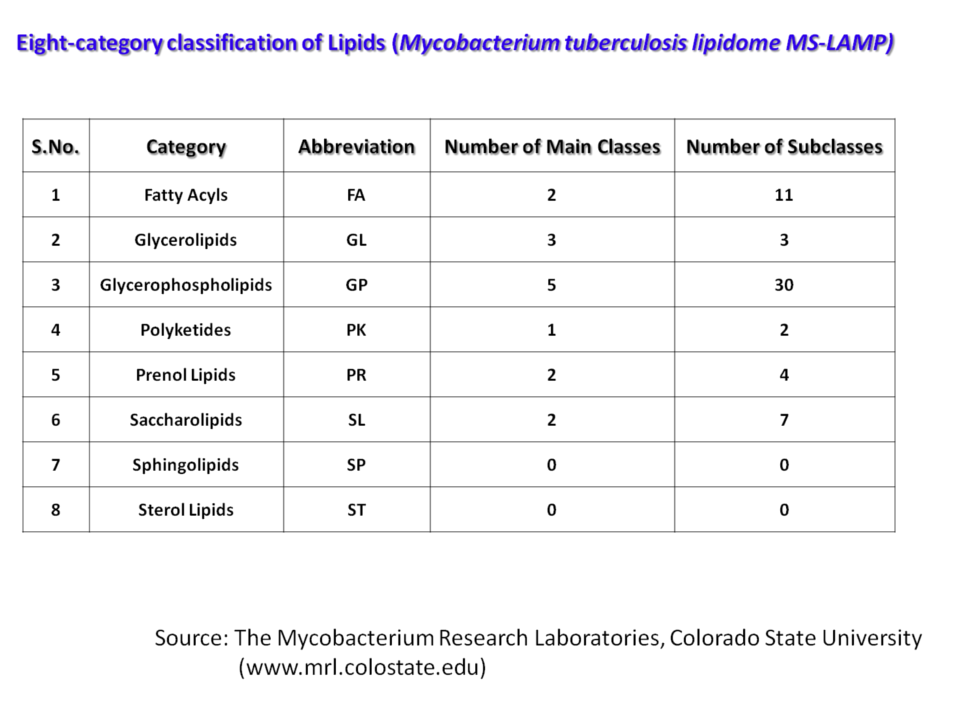 Eight-category classification of Lipids (Mycobacterium tuberculosis lipidome MS-LAMP)
S.No. Category Abbreviation Number of Main Classes Number of Subclasses
1 Fatty Acyls FA 2 11
2 Glycerolipids GL 3 3
3 Glycerophospholipids GP 5 30
4 Polyketides PK 1 2
5 Prenol Lipids PR 2 4
6 Saccharolipids SL 2 7
7 Sphingolipids SP 0 0
8 Sterol Lipids ST 0 0
Source: The Mycobacterium Research Laboratories, Colorado State University
(www.mrl.colostate.edu)